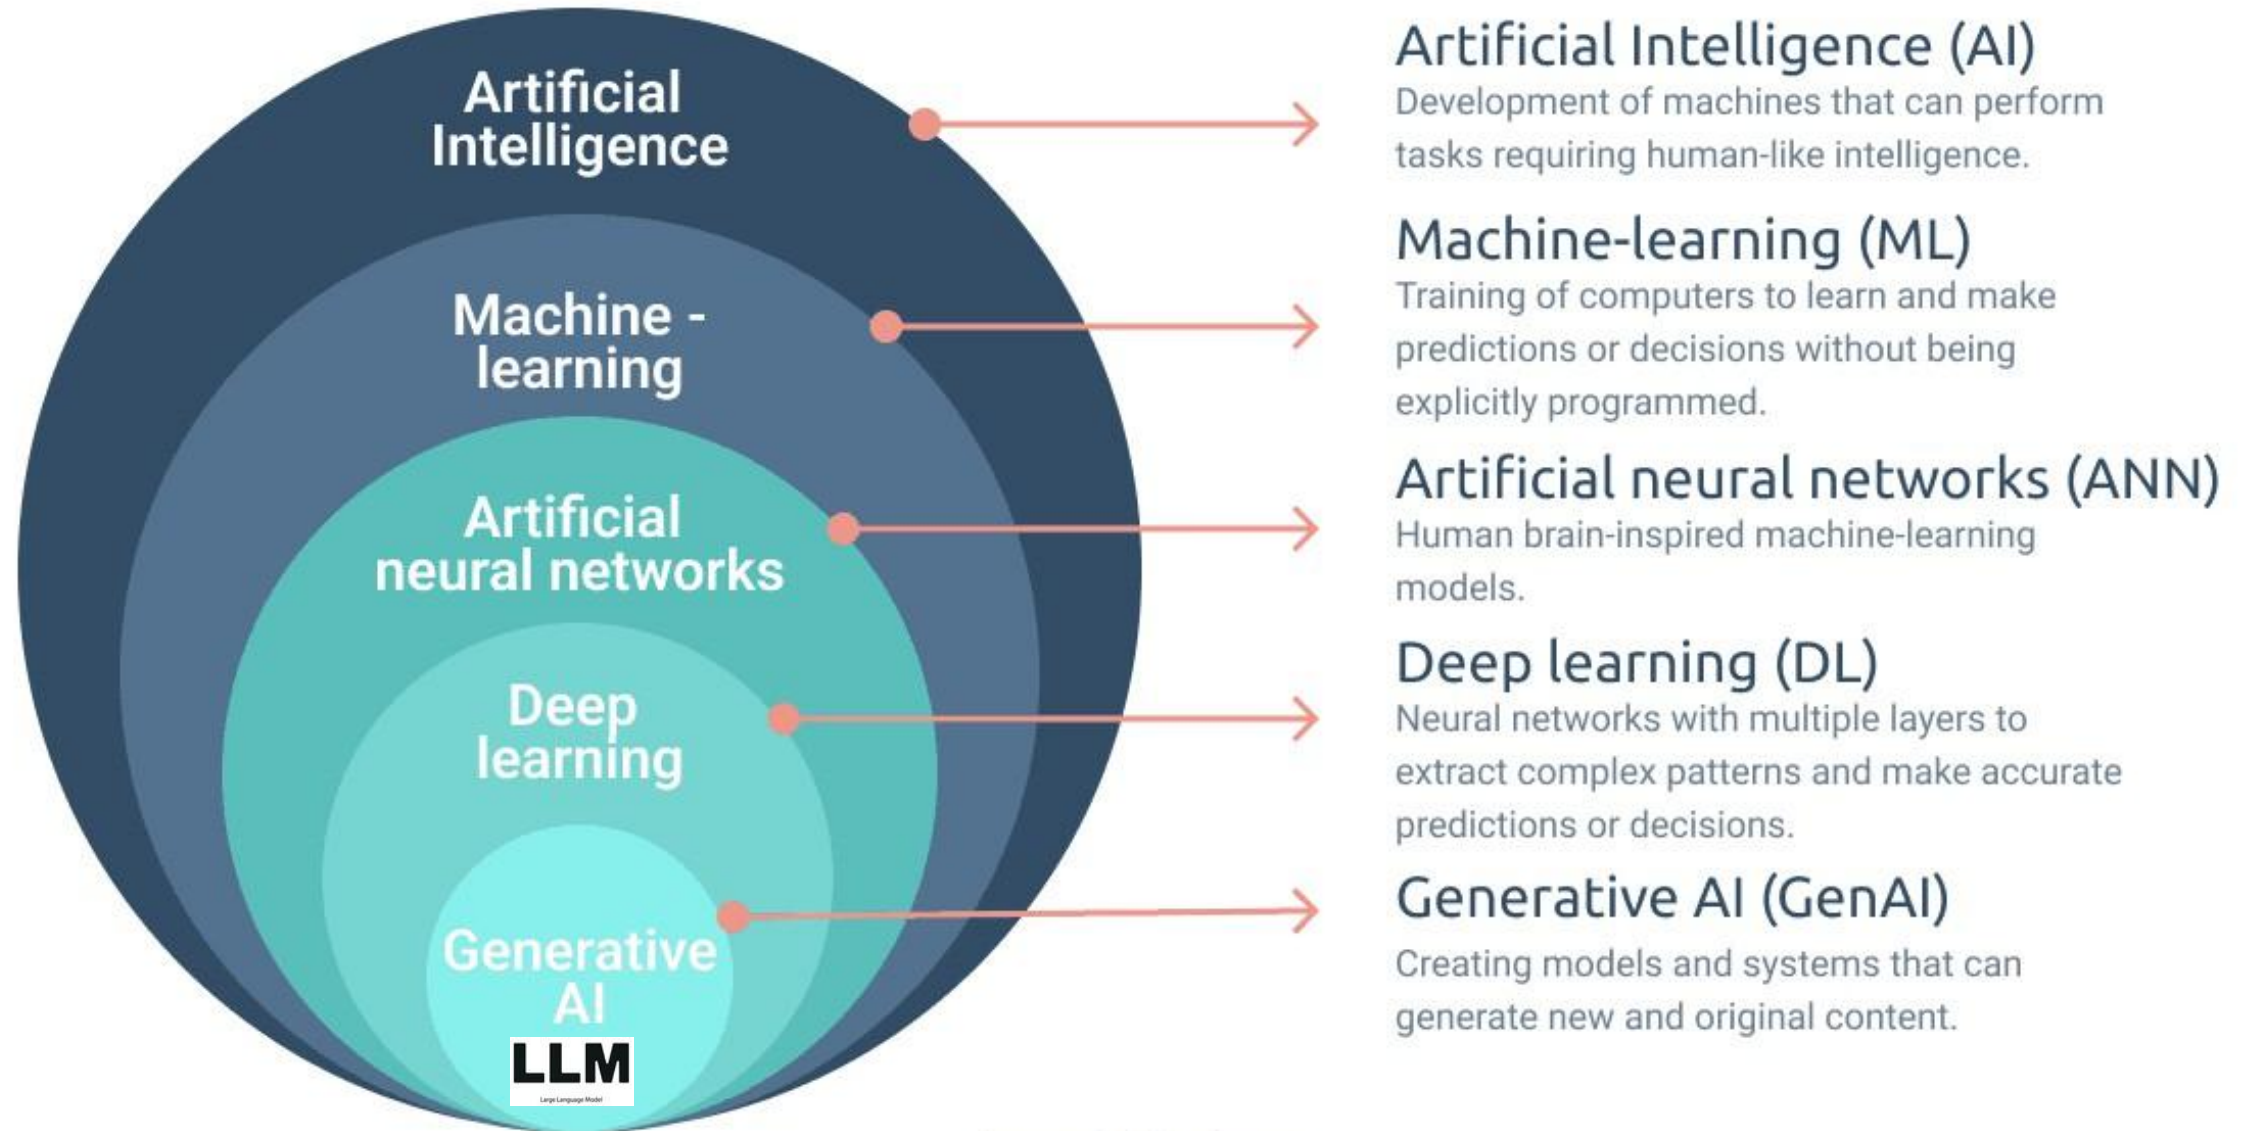 Artificial
Intelligence
Machine -
learning
Artificial
neural networks
Deep
learning
Generative
AI
LLM
Large Language Model
Artificial Intelligence (AI)
Development of machines that can perform
tasks requiring human-like intelligence.
Machine-learning (ML)
Training of computers to learn and make
predictions or decisions without being
explicitly programmed.
Artificial neural networks (ANN)
Human brain-inspired machine-learning
models.
Deep learning (DL)
Neural networks with multiple layers to
extract complex patterns and make accurate
predictions or decisions.
Generative AI (GenAI)
Creating models and systems that can
generate new and original content.